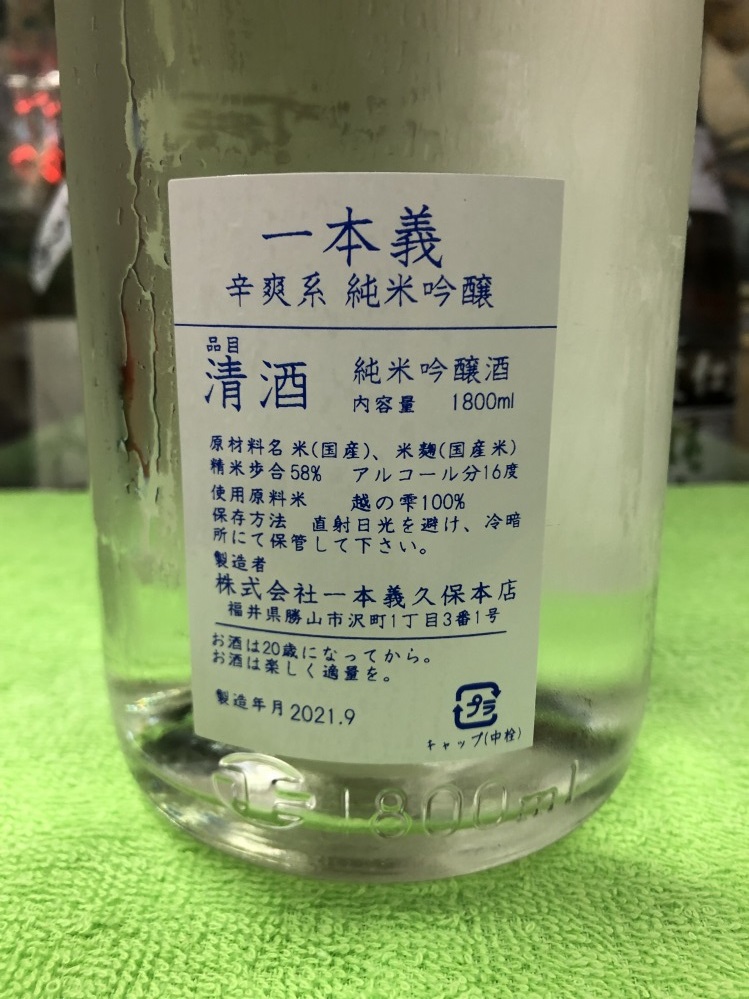 一本義
辛爽系 純米吟醸
品目
清酒 純米吟醸酒
内容量 1800ml
原材料名 米(国産)、米麹(国産米)
精米歩合58% アルコール分16度
使用原料米 越の雫100%
保存方法 直射日光を避け、冷暗
所にて保管して下さい。
製造者
株式会社一本義久保本店
福井県勝山市沢町1丁目3番1号
お酒は20歳になってから。
お酒は楽しく適量を。
製造年月 2021.9
プラ
キャップ(中栓)
1800ml